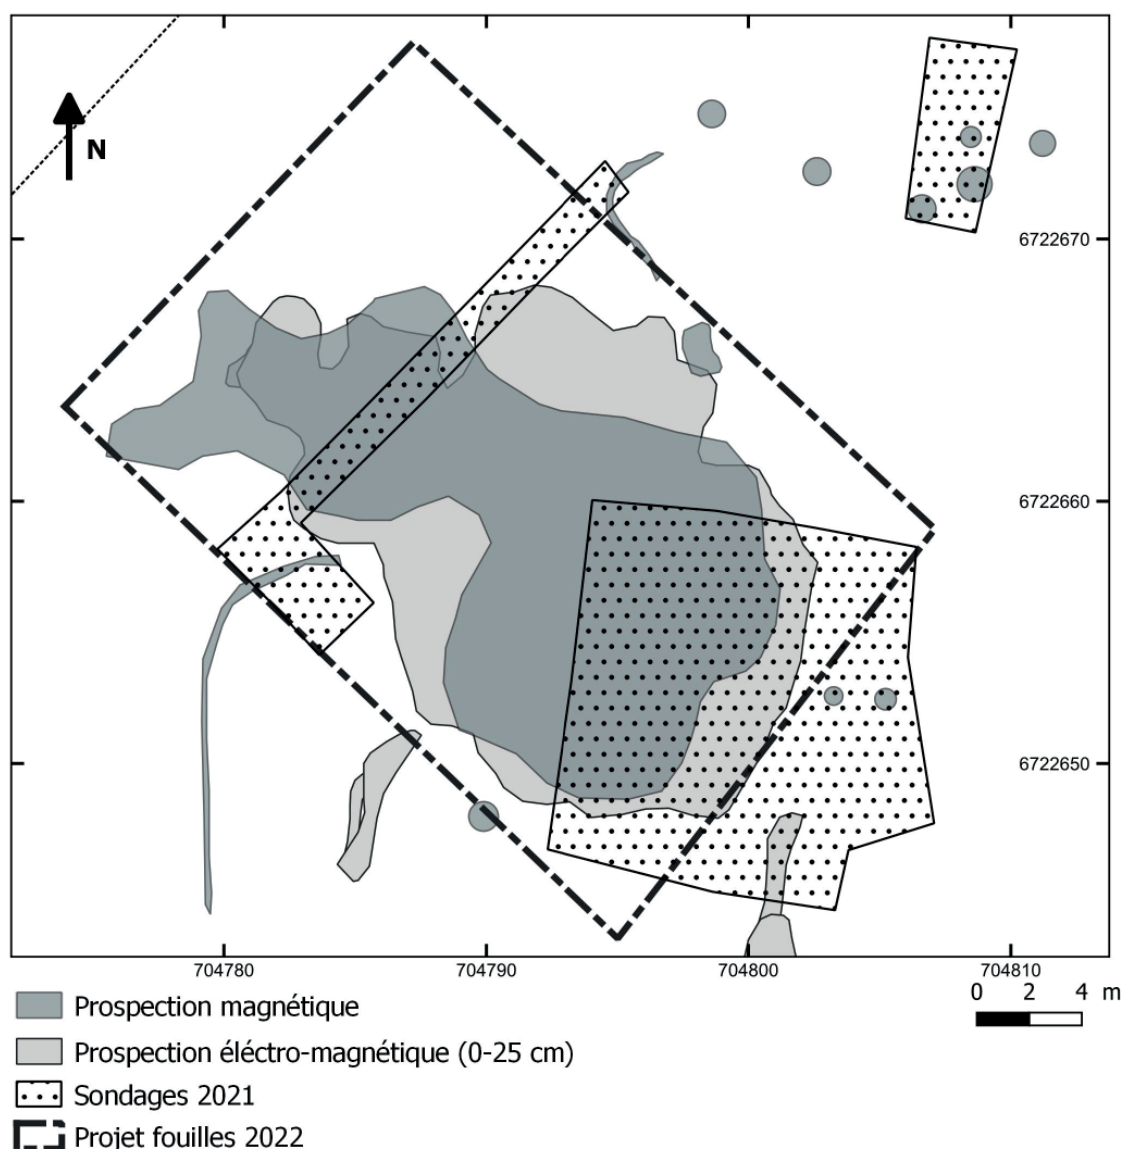 N
6722670
6722660
6722650
704780 704790 704800 704810
0 2 4 m
Prospection magnétique
Prospection éléctro-magnétique (0-25 cm)
Sondages 2021
Projet fouilles 2022